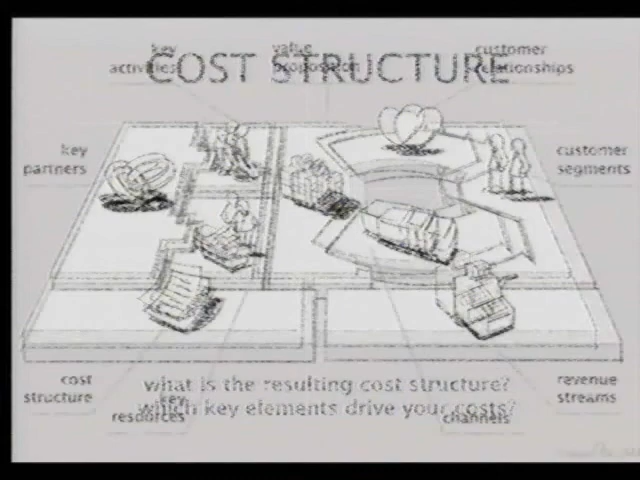 key
activities
value
proposition
customer
relationships
COST STRUCTURE
key
partners
customer
segments
cost
structure
what is the resulting cost structure?
which key elements drive your costs?
key
resources
channels
revenue
streams